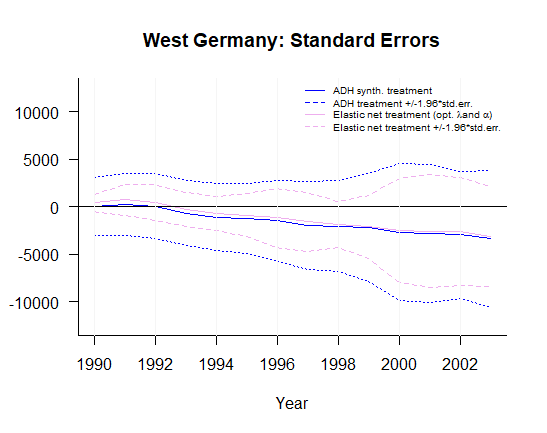 West Germany: Standard Errors
ADH synth. treatment
ADH treatment +/-1.96*std.err.
Elastic net treatment (opt. λand α)
Elastic net treatment +/-1.96*std.err.
10000
5000
0
-5000
-10000
1990 1992 1994 1996 1998 2000 2002
Year